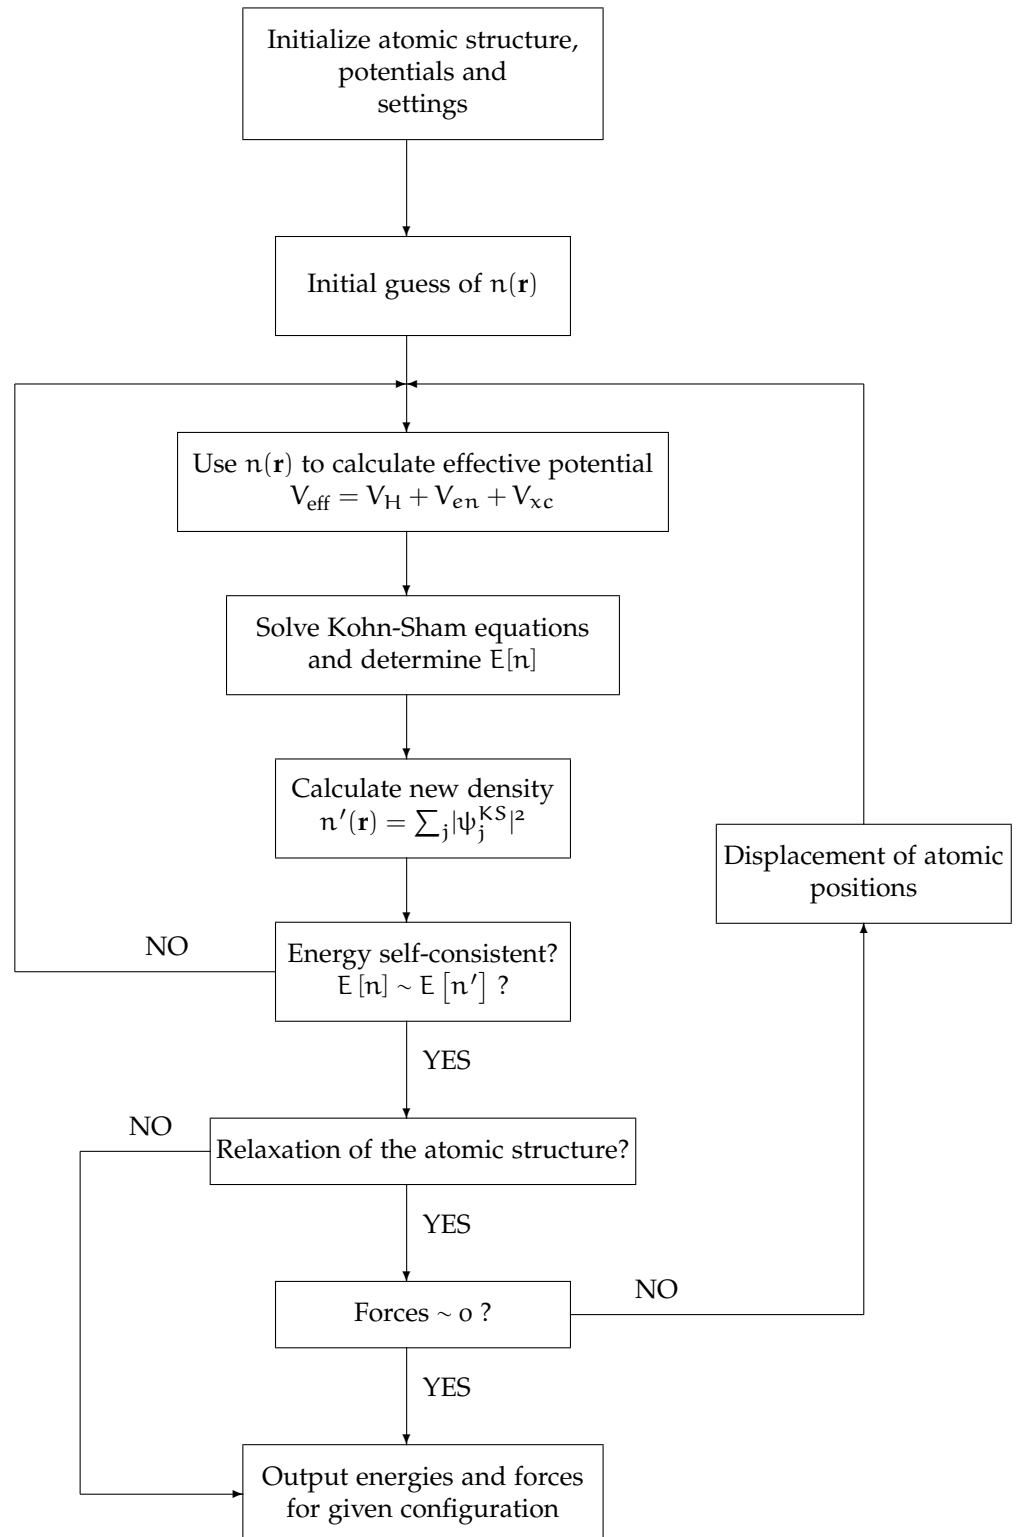 Initialize atomic structure,
potentials and
settings
Initial guess of n(𝐫)
Use n(𝐫) to calculate effective potential
V_eff = V_H + V_en + V_xc
Solve Kohn-Sham equations
and determine E[n]
Calculate new density
n′(𝐫) = ∑_j|ψ_j^KS|²
Displacement of atomic
positions
NO
Energy self-consistent?
E [n] ∼ E [n′] ?
YES
NO
Relaxation of the atomic structure?
YES
NO
Forces ∼ 0 ?
YES
Output energies and forces
for given configuration